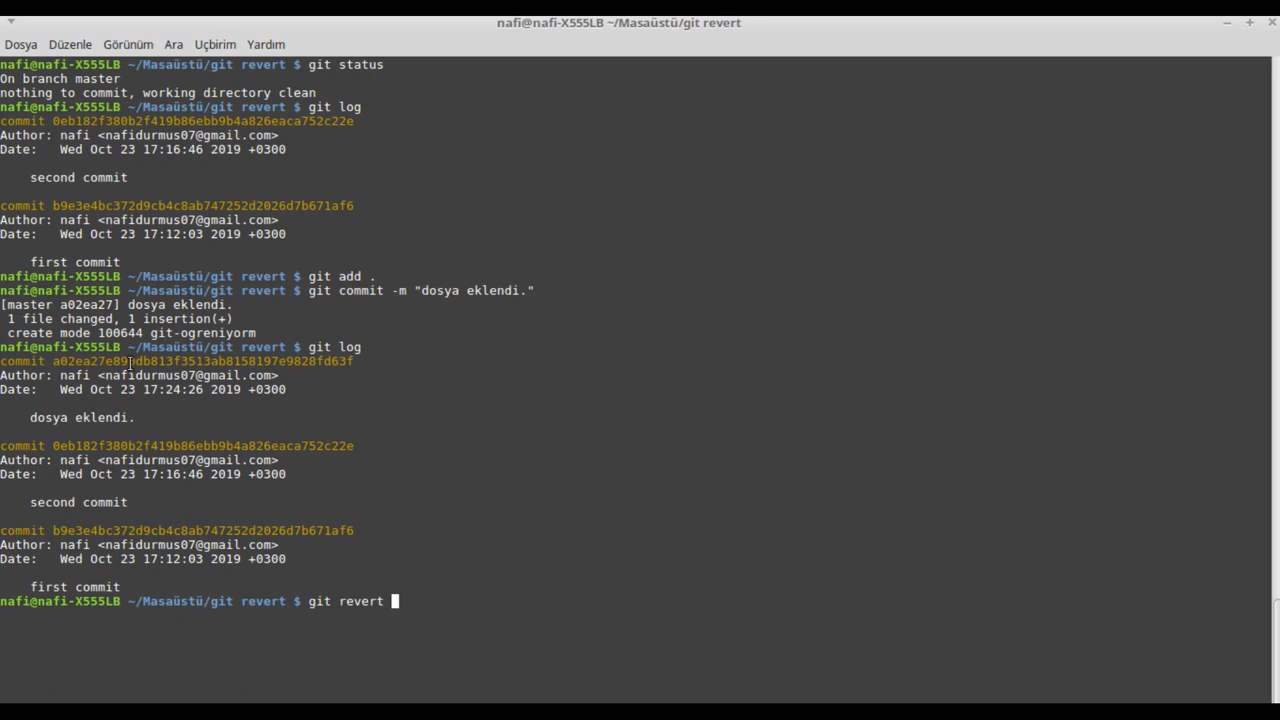 nafi@nafi-X555LB ~/Masaüstü/git revert
Dosya Düzenle Görünüm Ara Uçbirim Yardım
nafi@nafi-X555LB ~/Masaüstü/git revert $ git status
On branch master
nothing to commit, working directory clean
nafi@nafi-X555LB ~/Masaüstü/git revert $ git log
commit 0eb182f380b2f419b86ebb9b4a826eaca752c22e
Author: nafi <nafidurmus07@gmail.com>
Date:   Wed Oct 23 17:16:46 2019 +0300
    second commit
commit b9e3e4bc372d9cb4c8ab747252d2026d7b671af6
Author: nafi <nafidurmus07@gmail.com>
Date:   Wed Oct 23 17:12:03 2019 +0300
    first commit
nafi@nafi-X555LB ~/Masaüstü/git revert $ git add .
nafi@nafi-X555LB ~/Masaüstü/git revert $ git commit -m "dosya eklendi."
[master a02ea27] dosya eklendi.
 1 file changed, 1 insertion(+)
 create mode 100644 git-ogreniyorm
nafi@nafi-X555LB ~/Masaüstü/git revert $ git log
commit
Author: nafi <nafidurmus07@gmail.com>
Date:   Wed Oct 23 17:24:26 2019 +0300
    dosya eklendi.
commit 0eb182f380b2f419b86ebb9b4a826eaca752c22e
Author: nafi <nafidurmus07@gmail.com>
Date:   Wed Oct 23 17:16:46 2019 +0300
    second commit
commit b9e3e4bc372d9cb4c8ab747252d2026d7b671af6
Author: nafi <nafidurmus07@gmail.com>
Date:   Wed Oct 23 17:12:03 2019 +0300
    first commit
nafi@nafi-X555LB ~/Masaüstü/git revert $ git revert